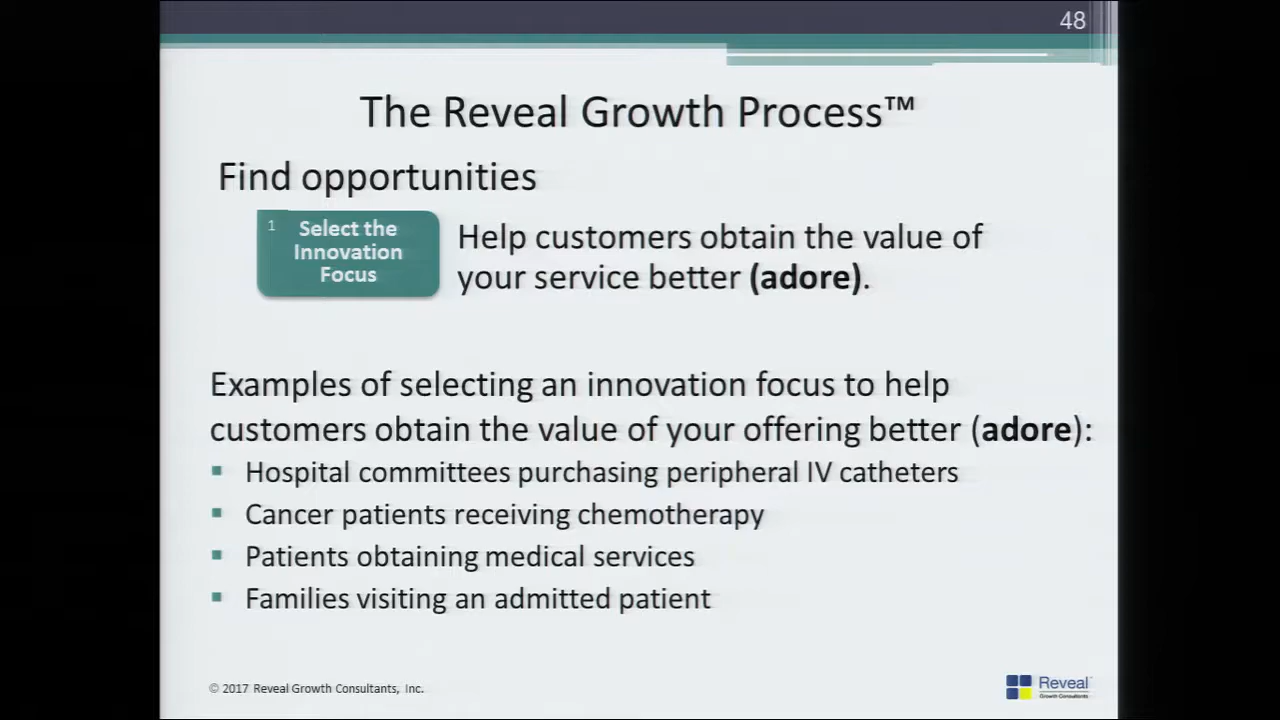 48
The Reveal Growth Process™
Find opportunities
1 Select the
Innovation
Focus
Help customers obtain the value of
your service better (adore).
Examples of selecting an innovation focus to help
customers obtain the value of your offering better (adore):
▪ Hospital committees purchasing peripheral IV catheters
▪ Cancer patients receiving chemotherapy
▪ Patients obtaining medical services
▪ Families visiting an admitted patient
© 2017 Reveal Growth Consultants, Inc.
Reveal
Growth Consultants